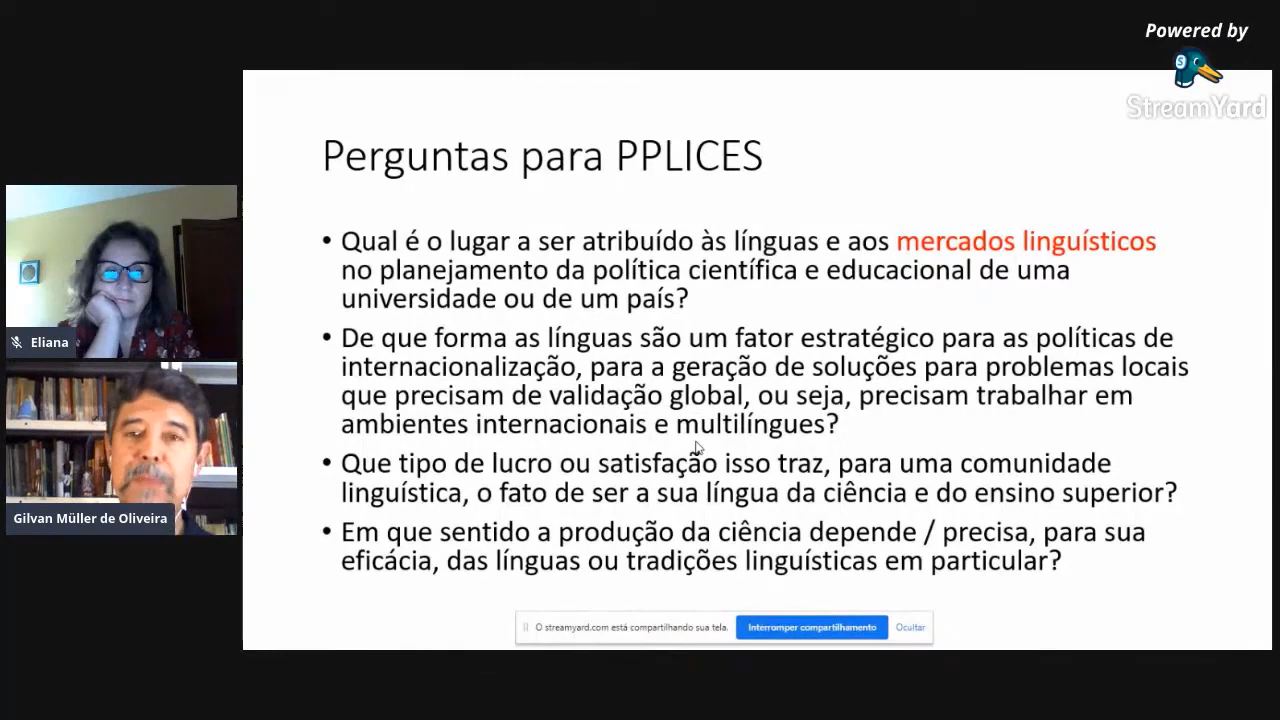 Powered by
StreamYard
Perguntas para PPLICES
• Qual é o lugar a ser atribuído às línguas e aos mercados linguísticos
no planejamento da política científica e educacional de uma
universidade ou de um país?
• De que forma as línguas são um fator estratégico para as políticas de
internacionalização, para a geração de soluções para problemas locais
que precisam de validação global, ou seja, precisam trabalhar em
ambientes internacionais e multilíngues?
• Que tipo de lucro ou satisfação isso traz, para uma comunidade
linguística, o fato de ser a sua língua da ciência e do ensino superior?
• Em que sentido a produção da ciência depende / precisa, para sua
eficácia, das línguas ou tradições linguísticas em particular?
Eliana
Gilvan Müller de Oliveira
O streamyard.com está compartilhando sua tela.
Interromper compartilhamento
Ocultar